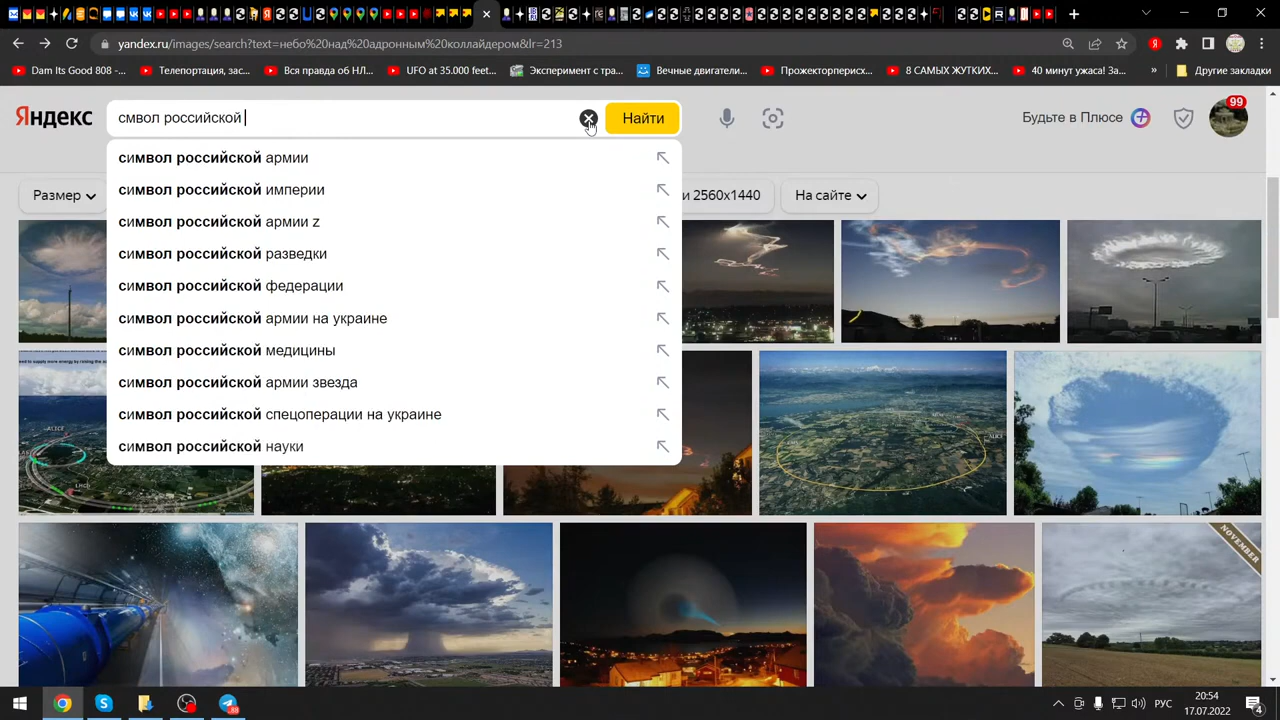 yandex.ru/images/search?text=небо%20над%20адронным%20коллайдером&lr=213
Dam Its Good 808 -...
Телепортация, зас...
Вся правда об НЛ...
UFO at 35.000 feet...
Эксперимент с тра...
Вечные двигатели...
Прожекторперисх...
8 САМЫХ ЖУТКИХ...
40 минут ужаса! За...
»
Другие закладки
Яндекс
смвол российской
Найти
Будьте в Плюсе
99
символ российской армии
символ российской империи
символ российской армии z
символ российской разведки
символ российской федерации
символ российской армии на украине
символ российской медицины
символ российской армии звезда
символ российской спецоперации на украине
символ российской науки
Размер
и 2560x1440
На сайте
NOVEMBER
РУС
20:54
17.07.2022
4